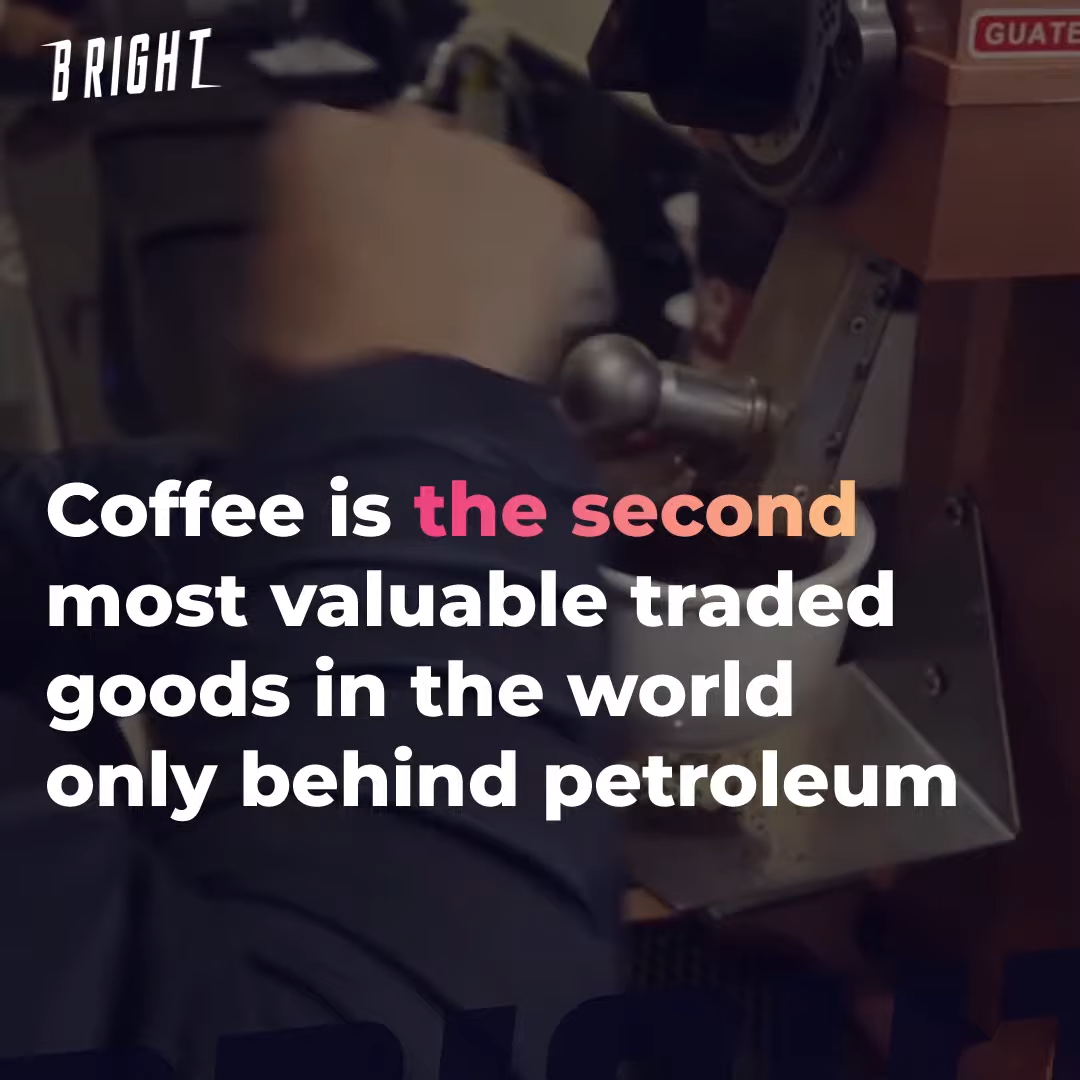 BRIGHT
GUATE
Coffee is the second
most valuable traded
goods in the world
only behind petroleum